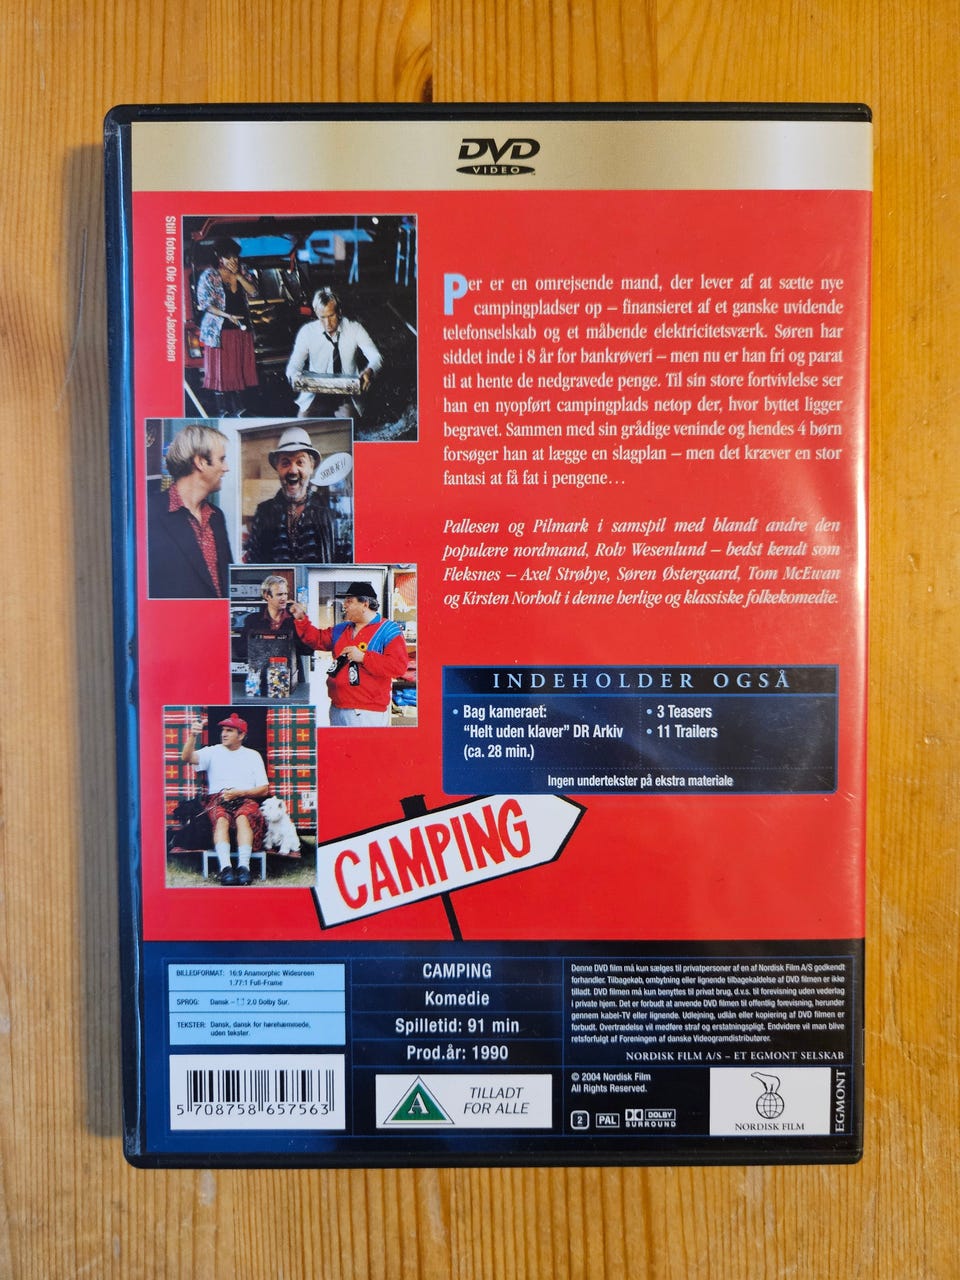 DVD
VIDEO
Still fotos: Ole Kragh-Jacobsen
Per er en omrejsende mand, der lever af at sætte nye
campingpladser op – finansieret af et ganske uvidende
telefonselskab og et måbende elektricitetsværk. Søren har
siddet inde i 8 år for bankrøveri – men nu er han fri og parat
til at hente de nedgravede penge. Til sin store fortvivlelse ser
han en nyopført campingplads netop der, hvor byttet ligger
begravet. Sammen med sin grådige veninde og hendes 4 børn
forsøger han at lægge en slagplan – men det kræver en stor
fantasi at få fat i pengene...
Pallesen og Pilmark i samspil med blandt andre den
populære nordmand, Rolv Wesenlund – bedst kendt som
Fleksnes – Axel Strøbye, Søren Østergaard, Tom McEwan
og Kirsten Norholt i denne herlige og klassiske folkekomedie.
SKRUB AF!!
INDEHOLDER OGSÅ
• Bag kameraet:
"Helt uden klaver" DR Arkiv
(ca. 28 min.)
• 3 Teasers
• 11 Trailers
Ingen undertekster på ekstra materiale
CAMPING
BILLEDFORMAT: 16:9 Anamorphic Widesreen
1.77:1 Full-Frame
SPROG: Dansk – 2.0 Dolby Sur.
TEKSTER: Dansk, dansk for hørehæmmede,
uden tekster.
5 708758 657563
CAMPING
Komedie
Spilletid: 91 min
Prod.år: 1990
A
TILLADT
FOR ALLE
Denne DVD film må kun sælges til privatpersoner af en af Nordisk Film A/S godkendt
forhandler. Tilbagekøb, ombytning eller lignende tilbagekaldelse af DVD filmen er ikke
tilladt. DVD filmen må kun benyttes til privat brug, d.v.s. til forevisning uden vederlag
i private hjem. Det er forbudt at anvende DVD filmen til offentlig forevisning, herunder
gennem kabel-TV eller lignende. Udlejning, udlån eller kopiering af DVD filmen er
forbudt. Overtrædelse vil medføre straf og erstatningspligt. Endvidere vil man blive
retsforfulgt af Foreningen af danske Videogramdistributører.
NORDISK FILM A/S – ET EGMONT SELSKAB
© 2004 Nordisk Film
All Rights Reserved.
2
PAL
DOLBY
SURROUND
NORDISK FILM
EGMONT